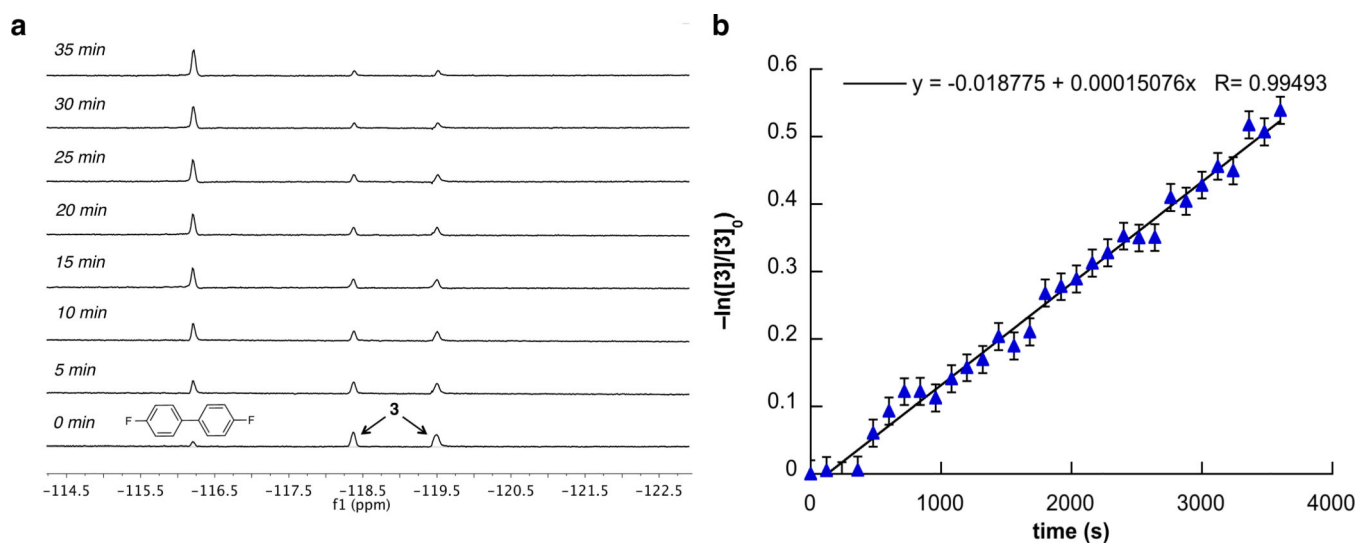 a
35 min
30 min
25 min
20 min
15 min
10 min
5 min
0 min
F
F
3
−114.5 −115.5 −116.5 −117.5 −118.5 −119.5 −120.5 −121.5 −122.5
f1 (ppm)
b
y = -0.018775 + 0.00015076x R= 0.99493
0.6
0.5
0.4
0.3
0.2
0.1
0
−ln([3]/[3]0)
0 1000 2000 3000 4000
time (s)